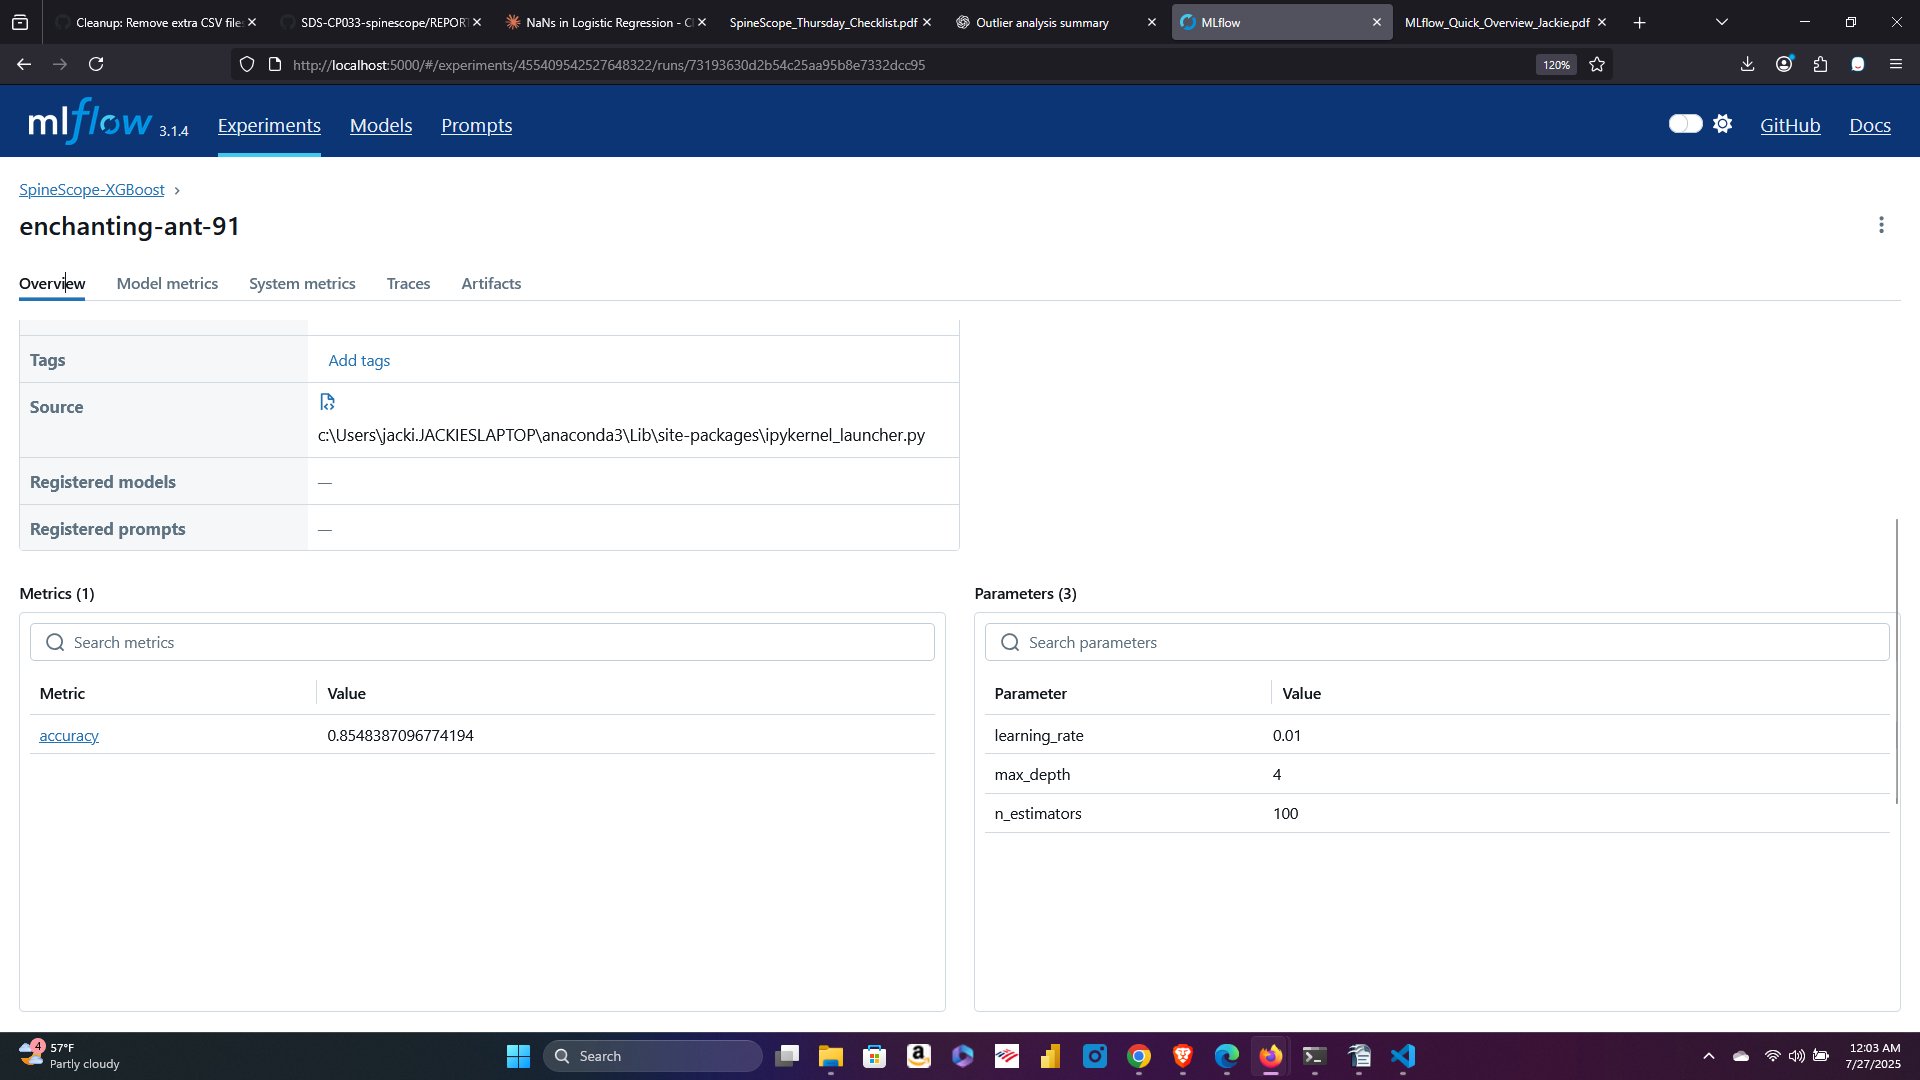 Cleanup: Remove extra CSV file
SDS-CP033-spinescope/REPORT
NaNs in Logistic Regression - C
SpineScope_Thursday_Checklist.pdf
Outlier analysis summary
MLflow
MLflow_Quick_Overview_Jackie.pdf
http://localhost:5000/#/experiments/455409542527648322/runs/73193630d2b54c25aa95b8e7332dcc95
120%
mlflow 3.1.4
Experiments
Models
Prompts
GitHub
Docs
SpineScope-XGBoost
enchanting-ant-91
Overview
Model metrics
System metrics
Traces
Artifacts
Tags
Add tags
Source
c:\Users\jacki.JACKIESLAPTOP\anaconda3\Lib\site-packages\ipykernel_launcher.py
Registered models —
Registered prompts —
Metrics (1)
Search metrics
Metric Value
accuracy 0.8548387096774194
Parameters (3)
Search parameters
Parameter Value
learning_rate 0.01
max_depth 4
n_estimators 100
4
57°F
Partly cloudy
Search
12:03 AM
7/27/2025